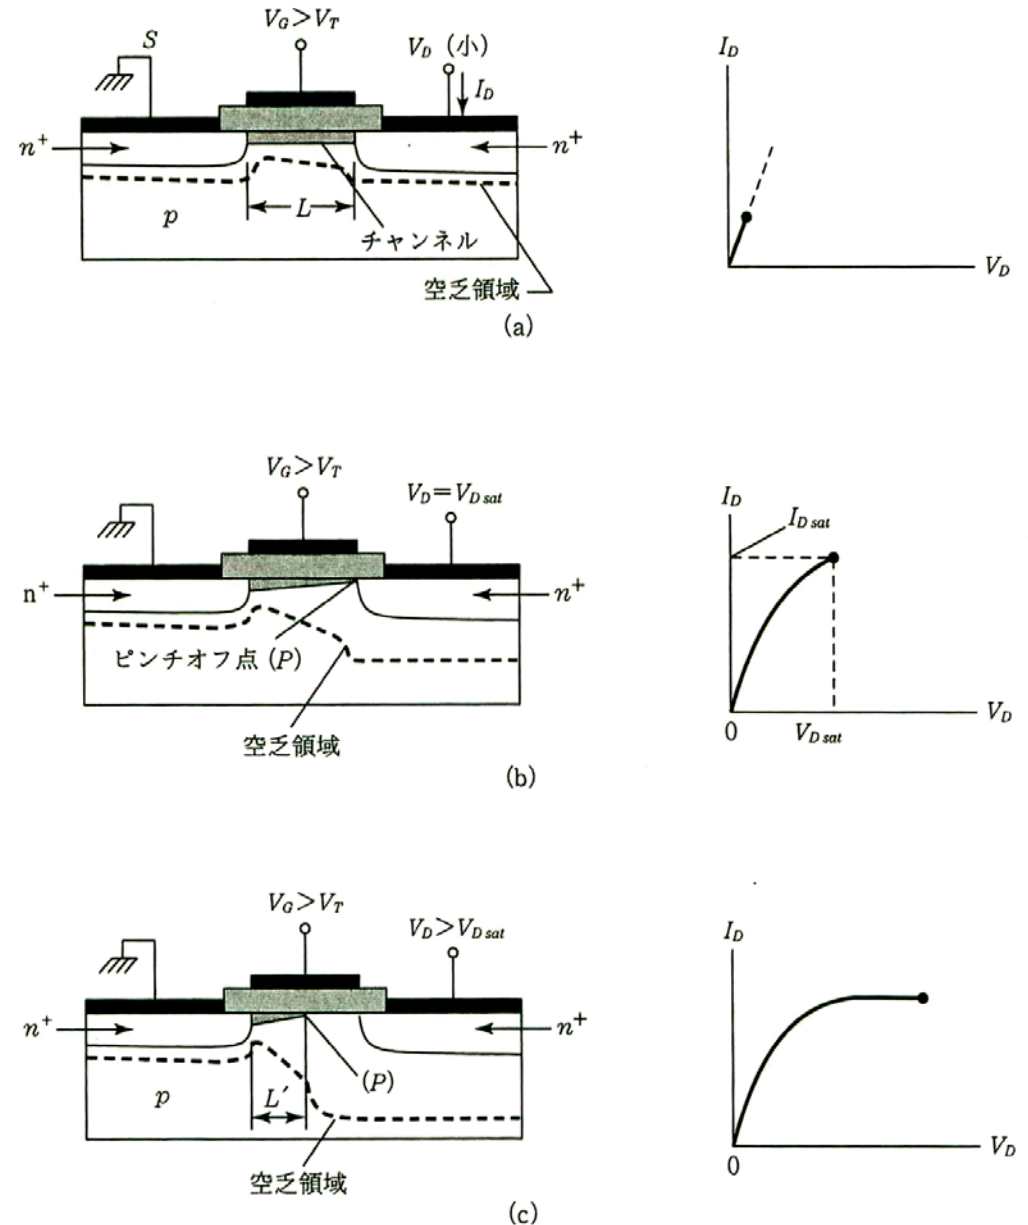 V_G>V_T
S
V_D (小)
I_D
n⁺
n⁺
L
p
チャンネル
空乏領域
I_D
V_D
(a)
V_G>V_T
V_D=V_D sat
n⁺
n⁺
ピンチオフ点 (P)
空乏領域
I_D
I_D sat
V_D
0
V_D sat
(b)
V_G>V_T
V_D>V_D sat
n⁺
n⁺
(P)
L′
p
空乏領域
I_D
V_D
0
(c)